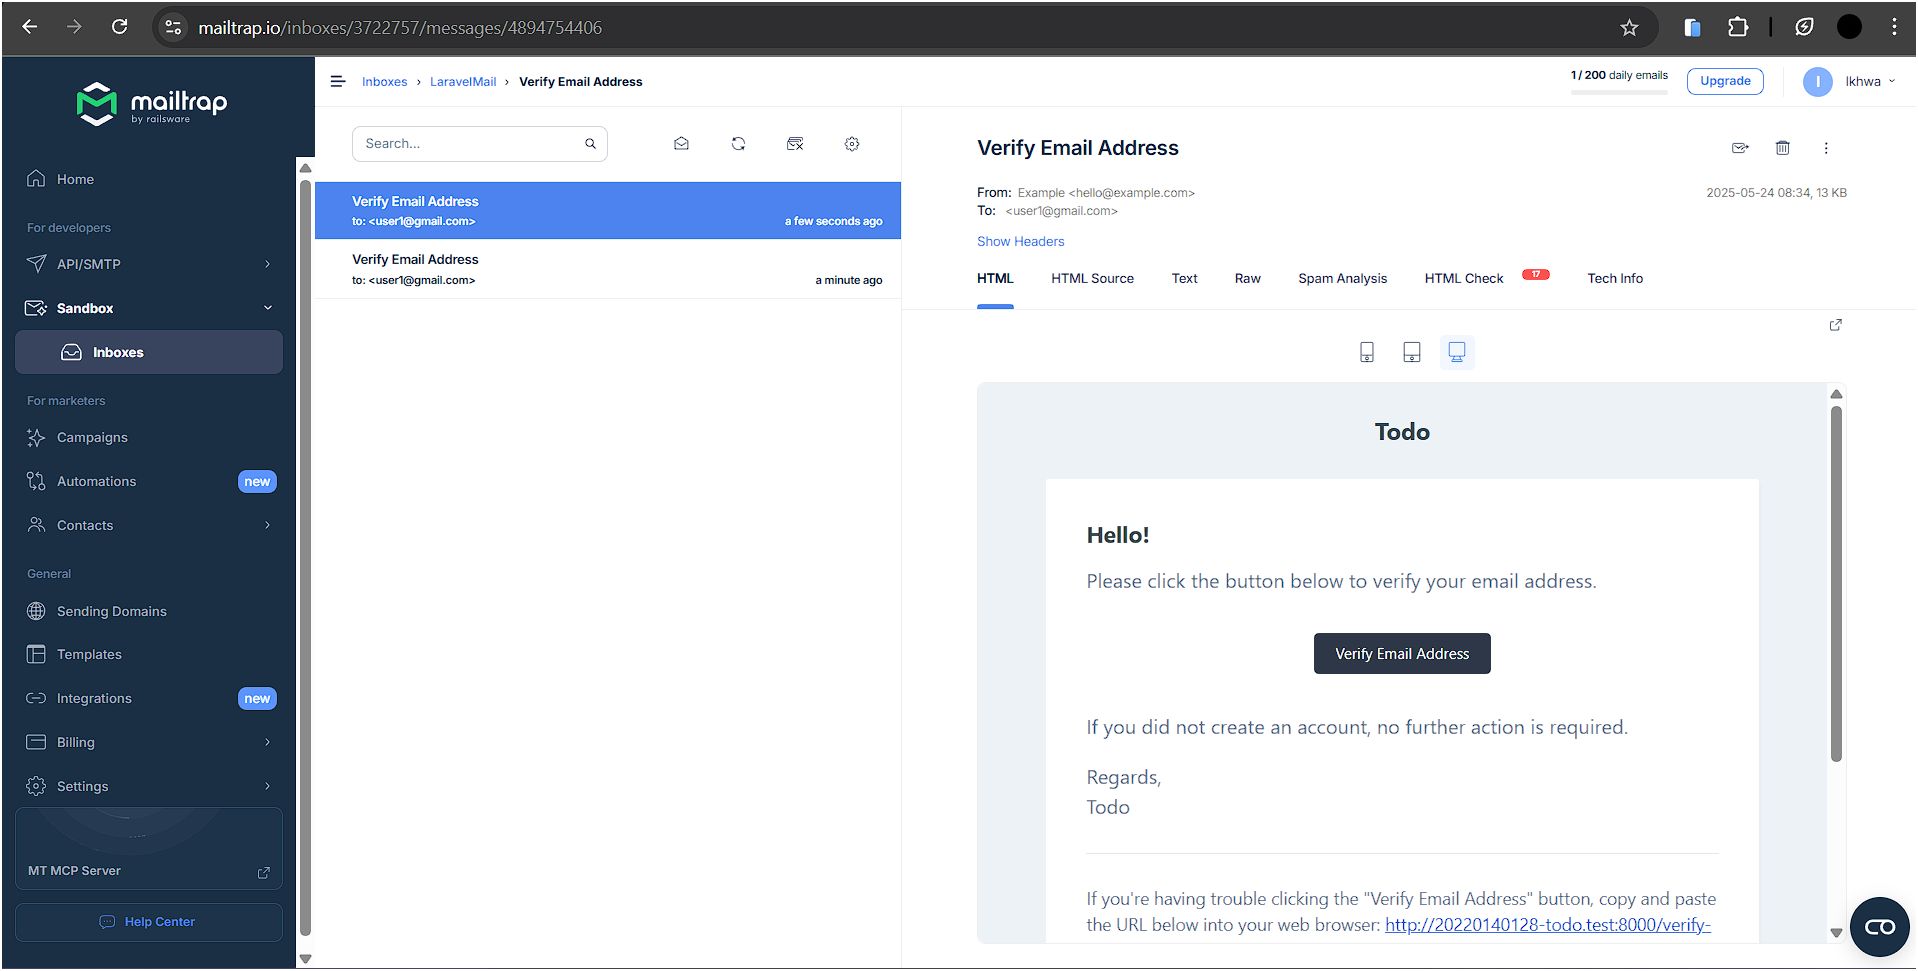 mailtrap.io/inboxes/3722757/messages/4894754406
mailtrap
by railsware
Home
For developers
API/SMTP
Sandbox
Inboxes
For marketers
Campaigns
Automations new
Contacts
General
Sending Domains
Templates
Integrations new
Billing
Settings
MT MCP Server
Help Center
Inboxes › LaravelMail › Verify Email Address
1 / 200 daily emails
Upgrade
I
Ikhwa
Search...
Verify Email Address
to: <user1@gmail.com> a few seconds ago
Verify Email Address
to: <user1@gmail.com> a minute ago
Verify Email Address
From: Example <hello@example.com>
2025-05-24 08:34, 13 KB
To: <user1@gmail.com>
Show Headers
HTML HTML Source Text Raw Spam Analysis HTML Check 17 Tech Info
Todo
Hello!
Please click the button below to verify your email address.
Verify Email Address
If you did not create an account, no further action is required.
Regards,
Todo
If you're having trouble clicking the "Verify Email Address" button, copy and paste
the URL below into your web browser: http://20220140128-todo.test:8000/verify-